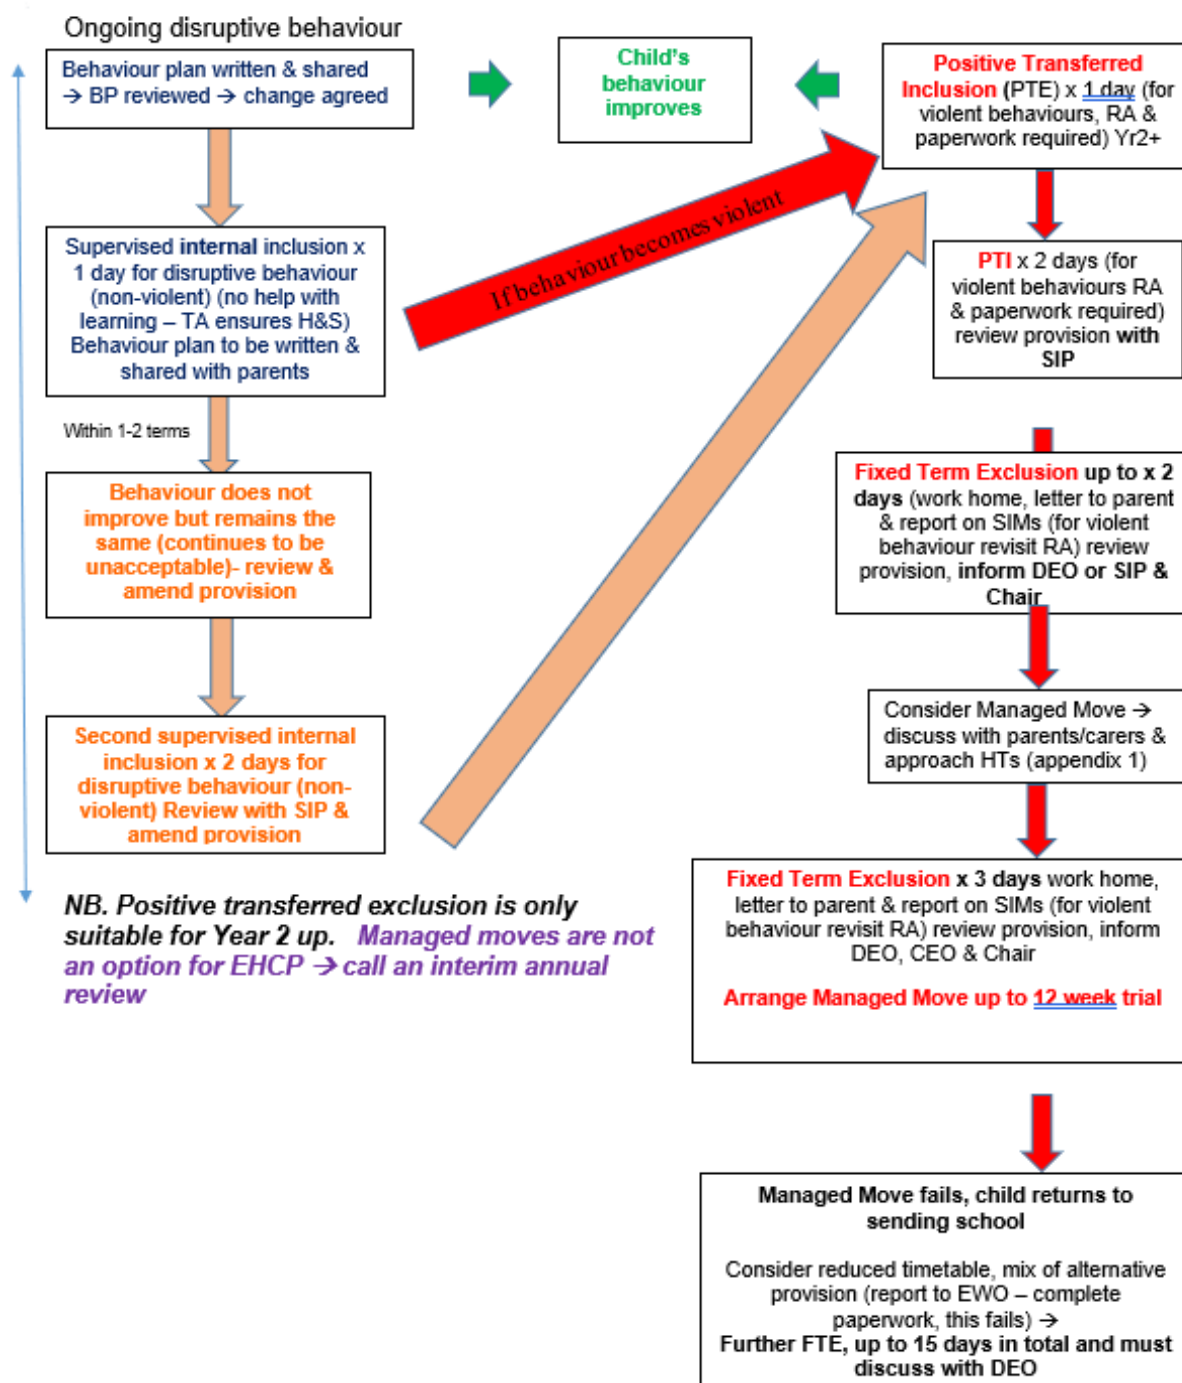 Ongoing disruptive behaviour
Behaviour plan written & shared
→ BP reviewed → change agreed
Child's
behaviour
improves
Positive Transferred
Inclusion (PTE) x 1 day (for
violent behaviours, RA &
paperwork required) Yr2+
If behaviour becomes violent
Supervised internal inclusion x
1 day for disruptive behaviour
(non-violent) (no help with
learning – TA ensures H&S)
Behaviour plan to be written &
shared with parents
PTI x 2 days (for
violent behaviours RA
& paperwork required)
review provision with
SIP
Within 1-2 terms
Behaviour does not
improve but remains the
same (continues to be
unacceptable)- review &
amend provision
Fixed Term Exclusion up to x 2
days (work home, letter to parent
& report on SIMs (for violent
behaviour revisit RA) review
provision, inform DEO or SIP &
Chair
Second supervised internal
inclusion x 2 days for
disruptive behaviour (non-
violent) Review with SIP &
amend provision
Consider Managed Move →
discuss with parents/carers &
approach HTs (appendix 1)
NB. Positive transferred exclusion is only
suitable for Year 2 up. Managed moves are not
an option for EHCP → call an interim annual
review
Fixed Term Exclusion x 3 days work home,
letter to parent & report on SIMs (for violent
behaviour revisit RA) review provision, inform
DEO, CEO & Chair
Arrange Managed Move up to 12 week trial
Managed Move fails, child returns to
sending school
Consider reduced timetable, mix of alternative
provision (report to EWO – complete
paperwork, this fails) →
Further FTE, up to 15 days in total and must
discuss with DEO